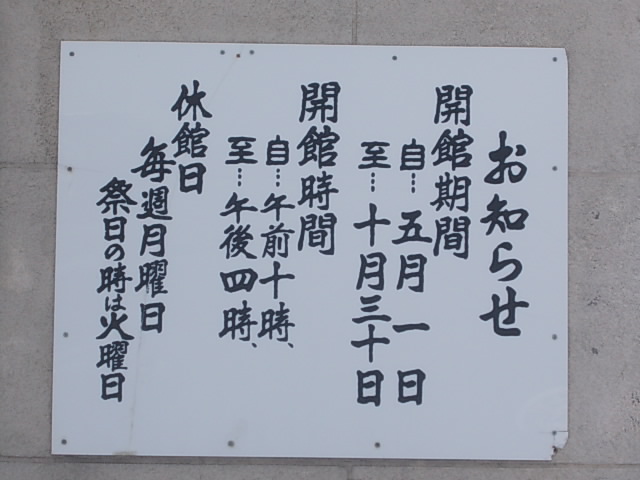 お知らせ
開館期間
自…五月一日
至…十月三十日
開館時間
自…午前十時、
至…午後四時、
休館日
毎週月曜日
祭日の時は火曜日